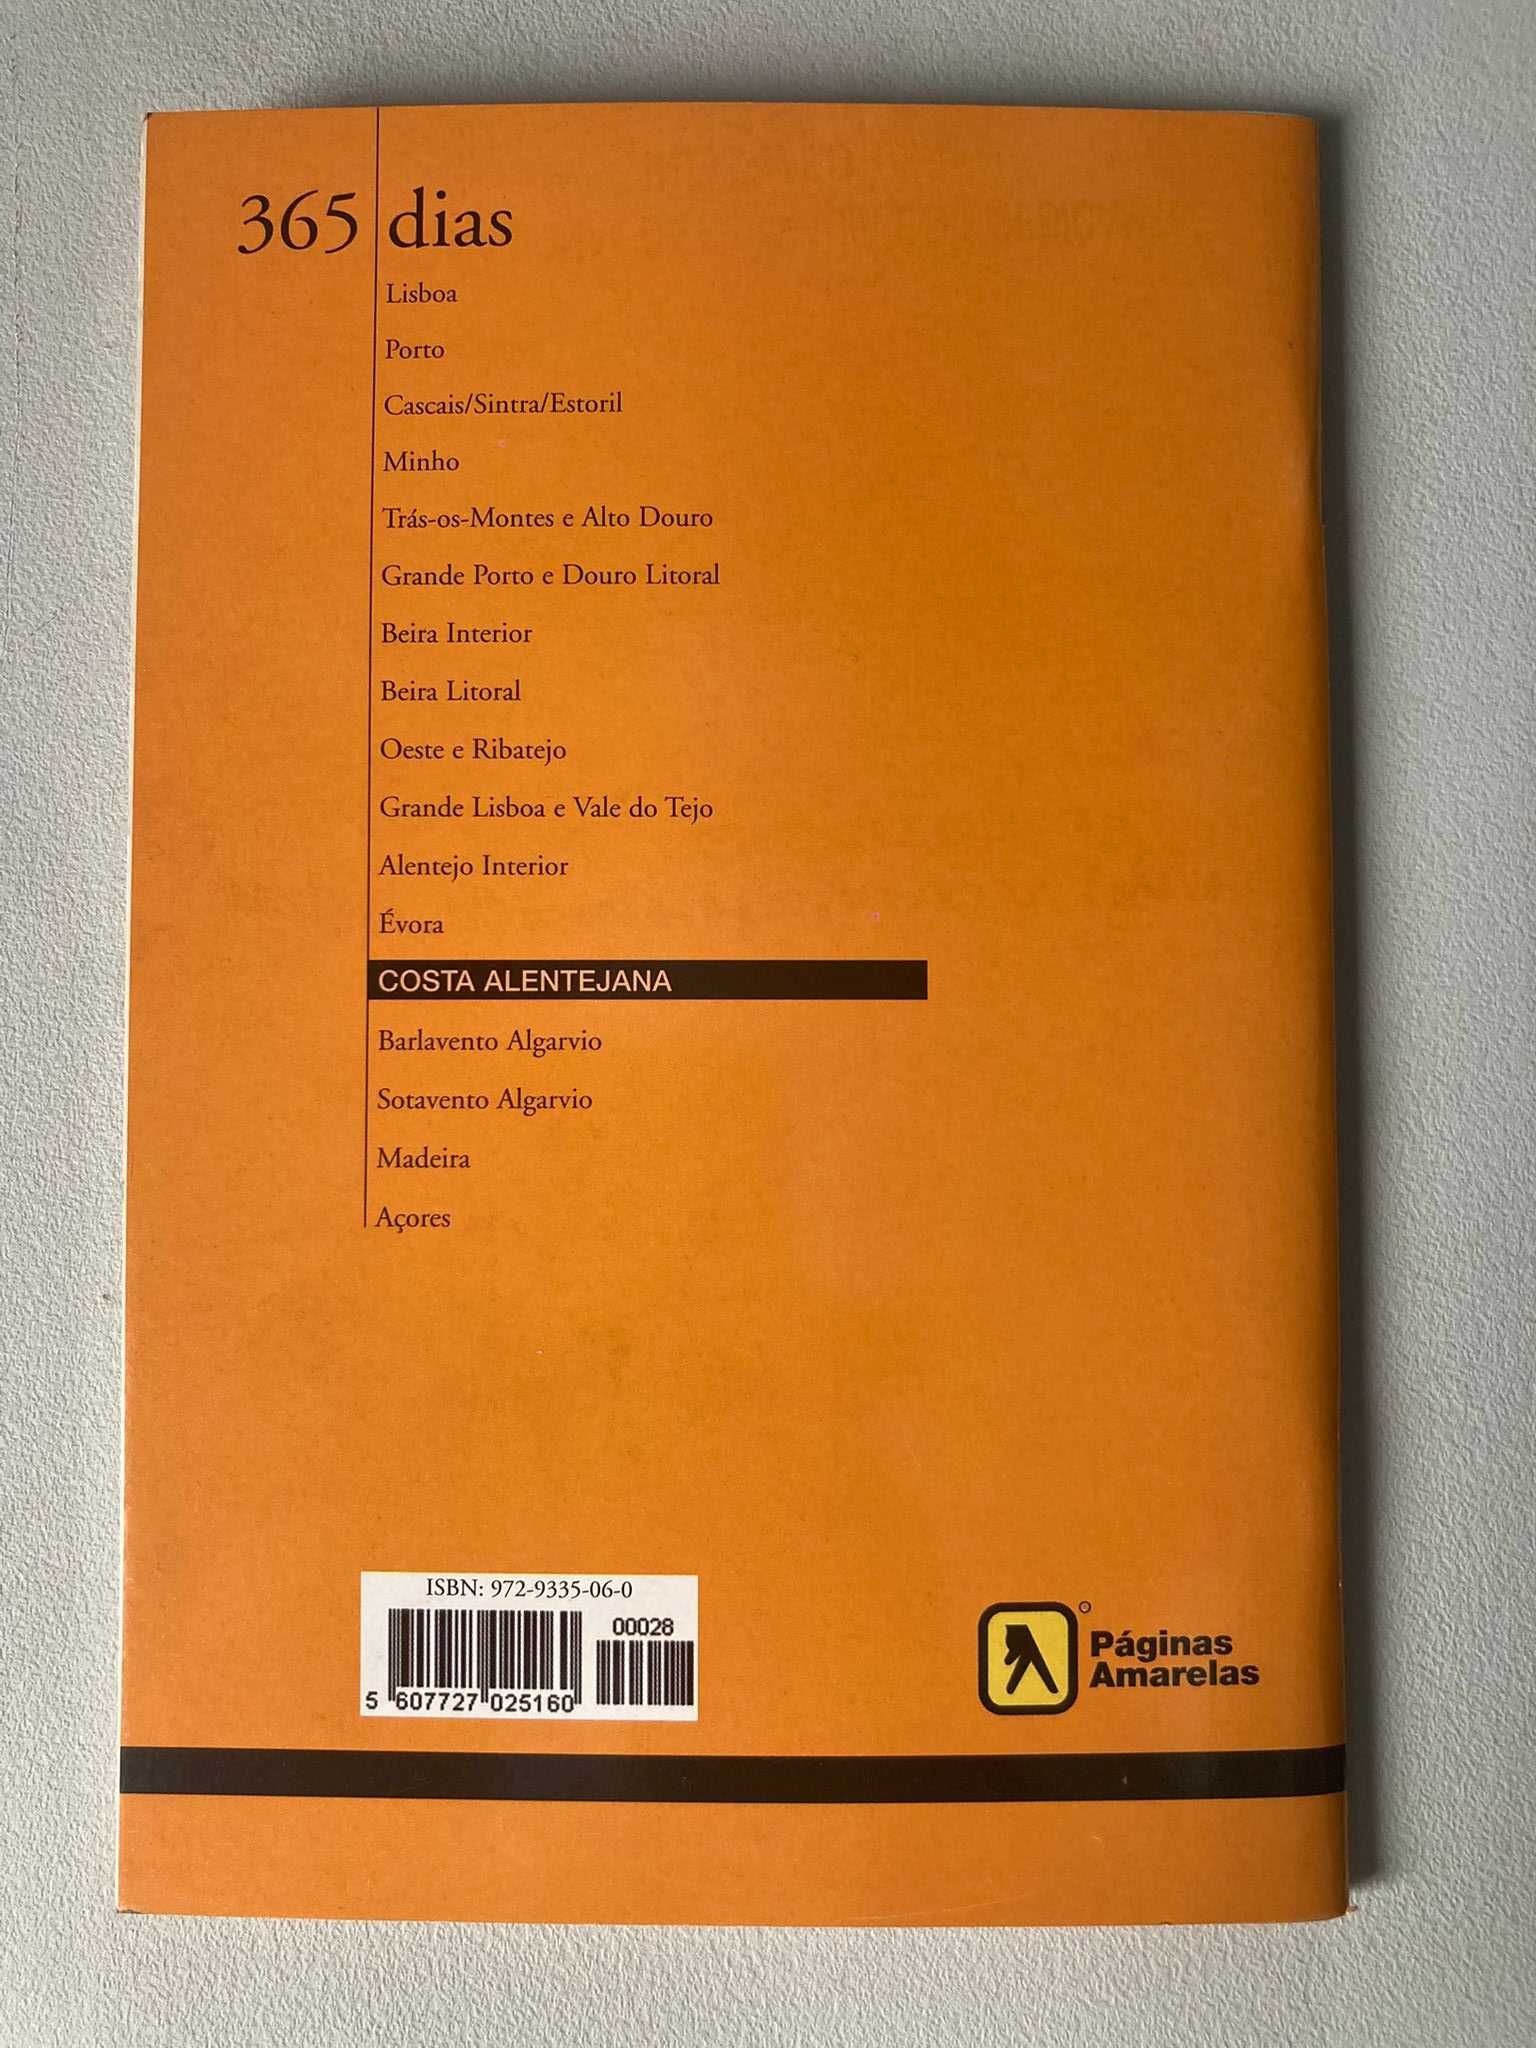 365 dias
Lisboa
Porto
Cascais/Sintra/Estoril
Minho
Trás-os-Montes e Alto Douro
Grande Porto e Douro Litoral
Beira Interior
Beira Litoral
Oeste e Ribatejo
Grande Lisboa e Vale do Tejo
Alentejo Interior
Évora
COSTA ALENTEJANA
Barlavento Algarvio
Sotavento Algarvio
Madeira
Açores
ISBN: 972-9335-06-0
00028
5 607727 025160
®
Páginas
Amarelas